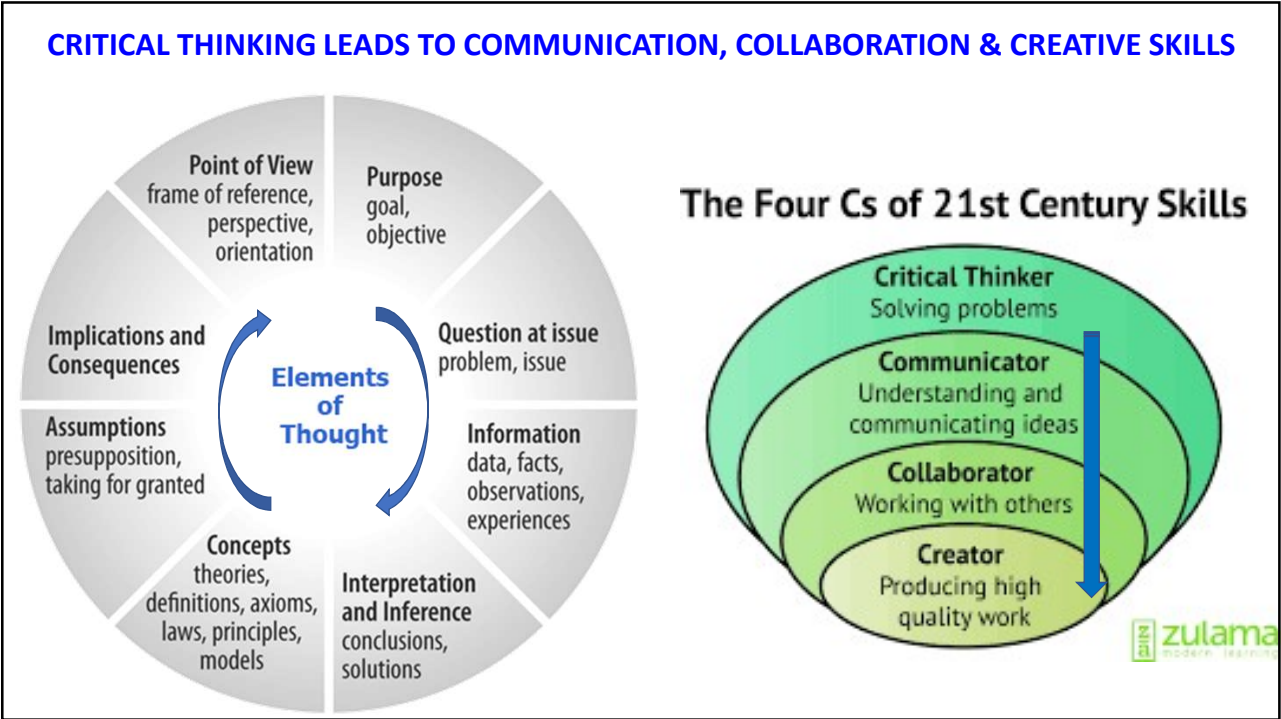 CRITICAL THINKING LEADS TO COMMUNICATION, COLLABORATION & CREATIVE SKILLS
Point of View
frame of reference,
perspective,
orientation
Purpose
goal,
objective
Question at issue
problem, issue
Information
data, facts,
observations,
experiences
Interpretation
and Inference
conclusions,
solutions
Concepts
theories,
definitions, axioms,
laws, principles,
models
Assumptions
presupposition,
taking for granted
Implications and
Consequences
Elements
of
Thought
The Four Cs of 21st Century Skills
Critical Thinker
Solving problems
Communicator
Understanding and
communicating ideas
Collaborator
Working with others
Creator
Producing high
quality work
zulama
modern learning